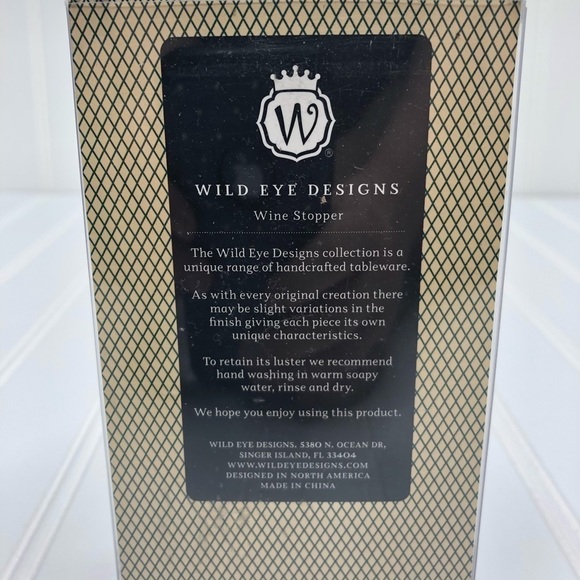 W
®
WILD EYE DESIGNS
Wine Stopper
The Wild Eye Designs collection is a
unique range of handcrafted tableware.
As with every original creation there
may be slight variations in the
finish giving each piece its own
unique characteristics.
To retain its luster we recommend
hand washing in warm soapy
water, rinse and dry.
We hope you enjoy using this product.
WILD EYE DESIGNS. 5380 N. OCEAN DR,
SINGER ISLAND, FL 33404
WWW.WILDEYEDESIGNS.COM
DESIGNED IN NORTH AMERICA
MADE IN CHINA